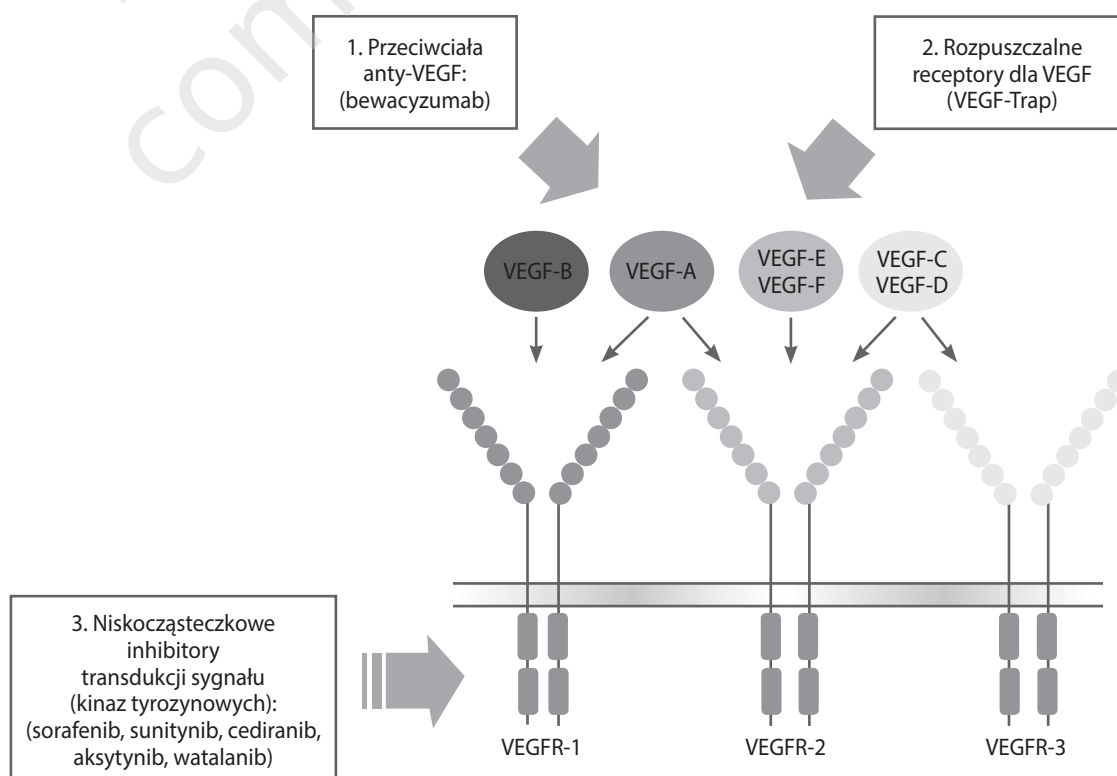 com
1. Przeciwciała
anty-VEGF:
(bewacyzumab)
2. Rozpuszczalne
receptory dla VEGF
(VEGF-Trap)
VEGF-B
VEGF-A
VEGF-E
VEGF-F
VEGF-C
VEGF-D
3. Niskocząsteczkowe
inhibitory
transdukcji sygnału
(kinaz tyrozynowych):
(sorafenib, sunitynib, cediranib,
aksytynib, watalanib)
VEGFR-1
VEGFR-2
VEGFR-3